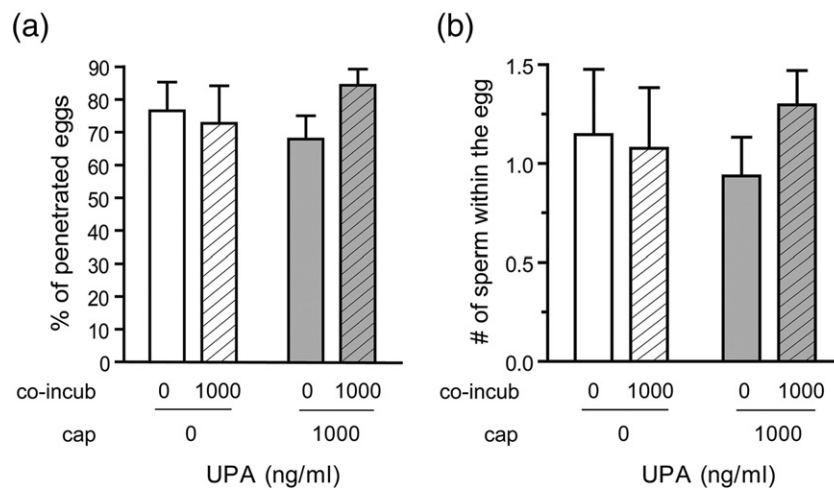 (a)
% of penetrated eggs
90
80
70
60
50
40
30
20
10
0
co-incub 0 1000 0 1000
cap 0 1000
UPA (ng/ml)
(b)
# of sperm within the egg
1.5
1.0
0.5
0.0
co-incub 0 1000 0 1000
cap 0 1000
UPA (ng/ml)